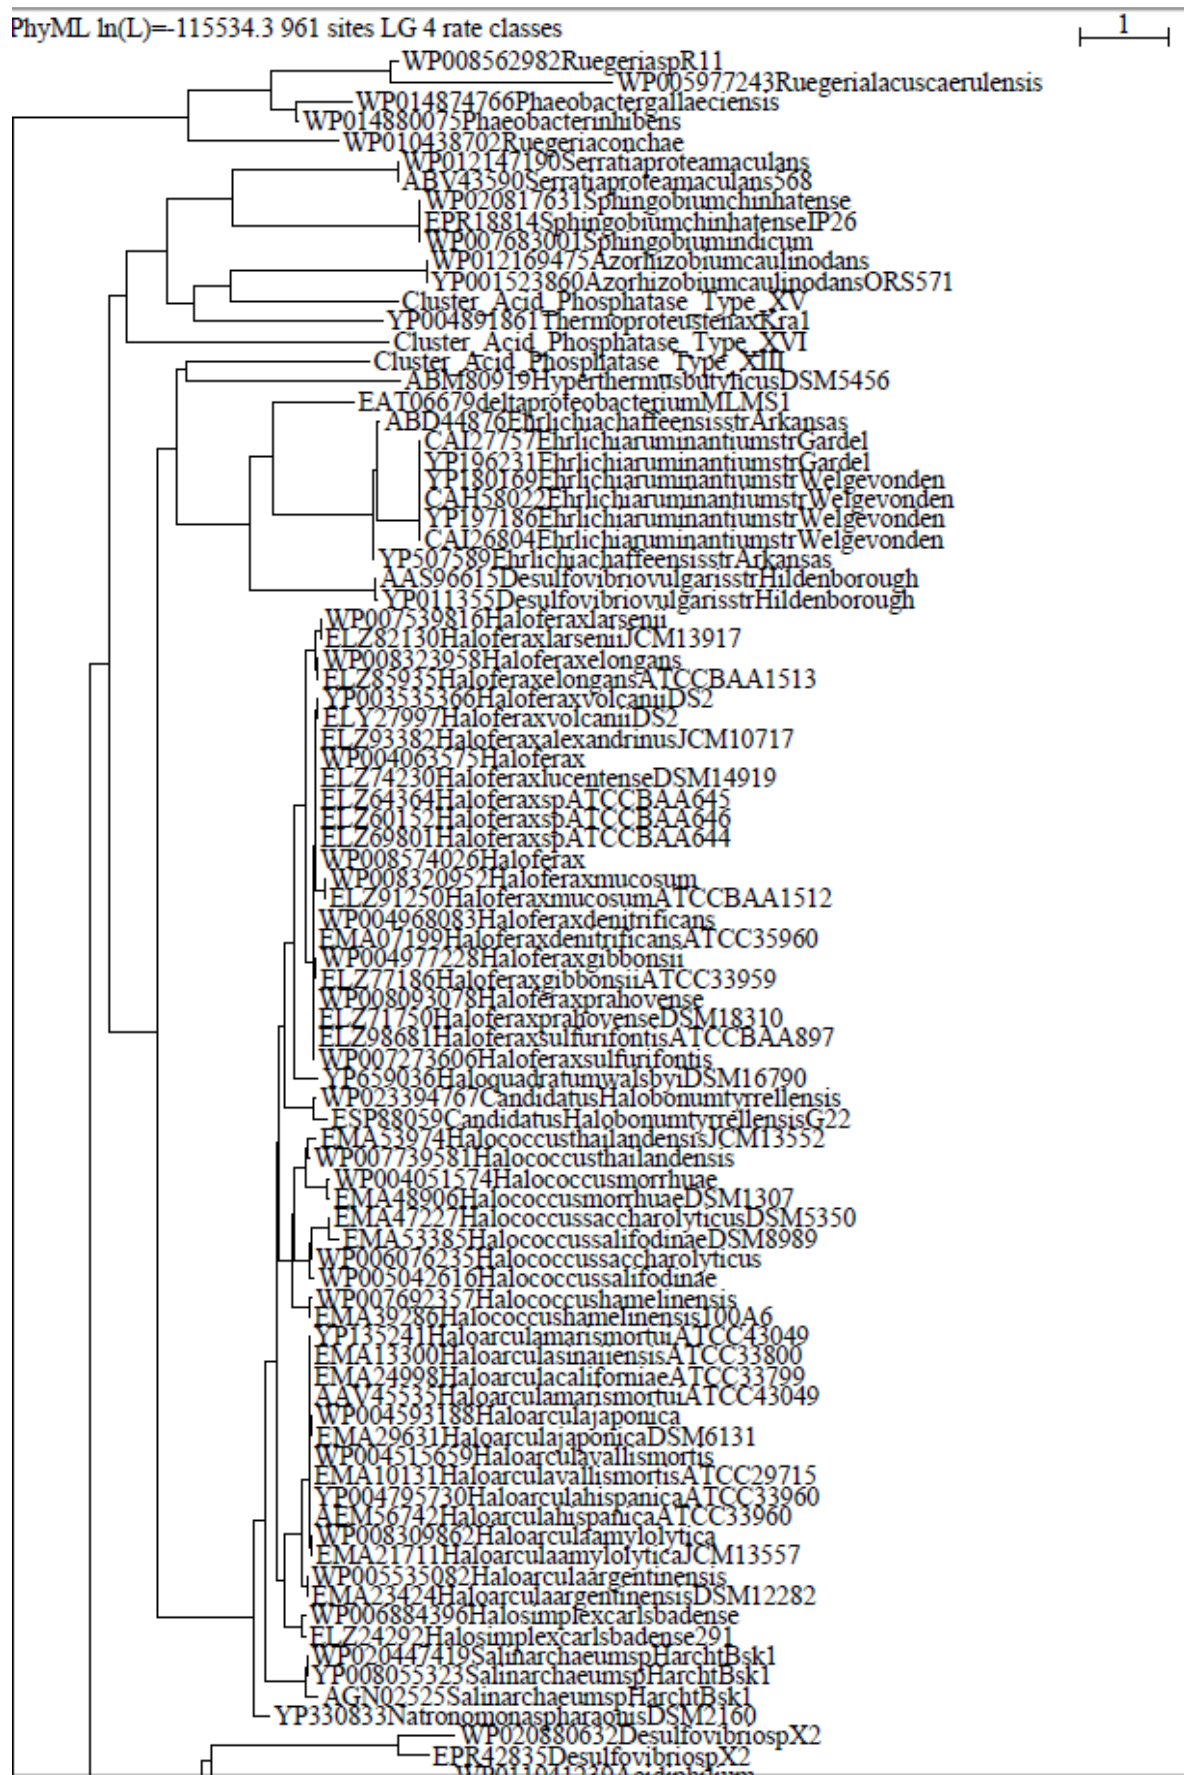 PhyML ln(L)=-115534.3 961 sites LG 4 rate classes
1
WP008562982RuegeriaspR11
WP005977243Ruegerialacuscaerulensis
WP014874766Phaeobactergallaeciensis
WP014880075Phaeobacterinhibens
WP010438702Ruegeriaconchae
WP012147190Serratiaproteamaculans
ABV43590Serratiaproteamaculans568
WP020817631Sphingobiumchinhatense
EPR18814SphingobiumchinhatenseIP26
WP007683001Sphingobiumindicum
WP012169475Azorhizobiumcaulinodans
YP001523860AzorhizobiumcaulinodansORS571
Cluster_Acid_Phosphatase_Type_XV
YP004891861ThermoproteustenaxKra1
Cluster_Acid_Phosphatase_Type_XVI
Cluster_Acid_Phosphatase_Type_XIII
ABM80919HyperthermusbutylicusDSM5456
EAT06679deltaproteobacteriumMLMS1
ABD44876EhrlichiachaffeensisstrArkansas
CAI27757EhrlichiaruminantiumstrGardel
YP196231EhrlichiaruminantiumstrGardel
YP180169EhrlichiaruminantiumstrWelgevonden
CAH58022EhrlichiaruminantiumstrWelgevonden
YP197186EhrlichiaruminantiumstrWelgevonden
CAI26804EhrlichiaruminantiumstrWelgevonden
YP507589EhrlichiachaffeensisstrArkansas
AAS96615DesulfovibriovulgarisstrHildenborough
YP011355DesulfovibriovulgarisstrHildenborough
WP007539816Haloferaxlarsenii
ELZ82130HaloferaxlarseniiJCM13917
WP008323958Haloferaxelongans
ELZ85935HaloferaxelongansATCCBAA1513
YP003535366HaloferaxvolcaniiDS2
ELY27997HaloferaxvolcaniiDS2
ELZ93382HaloferaxalexandrinusJCM10717
WP004063575Haloferax
ELZ74230HaloferaxlucentenseDSM14919
ELZ64364HaloferaxspATCCBAA645
ELZ60152HaloferaxspATCCBAA646
ELZ69801HaloferaxspATCCBAA644
WP008574026Haloferax
WP008320952Haloferaxmucosum
ELZ91250HaloferaxmucosumATCCBAA1512
WP004968083Haloferaxdenitrificans
EMA07199HaloferaxdenitrificansATCC35960
WP004977228Haloferaxgibbonsii
ELZ77186HaloferaxgibbonsiiATCC33959
WP008093078Haloferaxprahovense
ELZ71750HaloferaxprahovenseDSM18310
ELZ98681HaloferaxsulfurifontisATCCBAA897
WP007273606Haloferaxsulfurifontis
YP659036HaloquadratumwalsbyiDSM16790
WP023394767CandidatusHalobonumtyrrellensis
ESP88059CandidatusHalobonumtyrrellensisG22
EMA53974HalococcusthailandensisJCM13552
WP007739581Halococcusthailandensis
WP004051574Halococcusmorrhuae
EMA48906HalococcusmorrhuaeDSM1307
EMA47227HalococcussaccharolyticusDSM5350
EMA53385HalococcussalifodinaeDSM8989
WP006076235Halococcussaccharolyticus
WP005042616Halococcussalifodinae
WP007692357Halococcushamelinensis
EMA39286Halococcushamelinensis100A6
YP135241HaloarculamarismortuiATCC43049
EMA13300HaloarculasinaiiensisATCC33800
EMA24998HaloarculacaliforniaeATCC33799
AAV45535HaloarculamarismortuiATCC43049
WP004593188Haloarculajaponica
EMA29631HaloarculajaponicaDSM6131
WP004515659Haloarculavallismortis
EMA10131HaloarculavallismortisATCC29715
YP004795730HaloarculahispanicaATCC33960
AEM56742HaloarculahispanicaATCC33960
WP008309862Haloarculaamylolytica
EMA21711HaloarculaamylolyticaJCM13557
WP005535082Haloarculaargentinensis
EMA23424HaloarculaargentinensisDSM12282
WP006884396Halosimplexcarlsbadense
ELZ24292Halosimplexcarlsbadense291
WP020447419SalinarchaeumspHarchtBsk1
YP008055323SalinarchaeumspHarchtBsk1
AGN02525SalinarchaeumspHarchtBsk1
YP330833NatronomonaspharaonisDSM2160
WP020880632DesulfovibriospX2
EPR42835DesulfovibriospX2